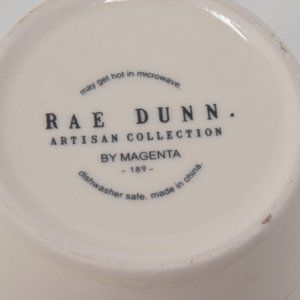 may get hot in microwave.
RAE DUNN.
ARTISAN COLLECTION
BY MAGENTA
- 189 -
dishwasher safe. made in china.